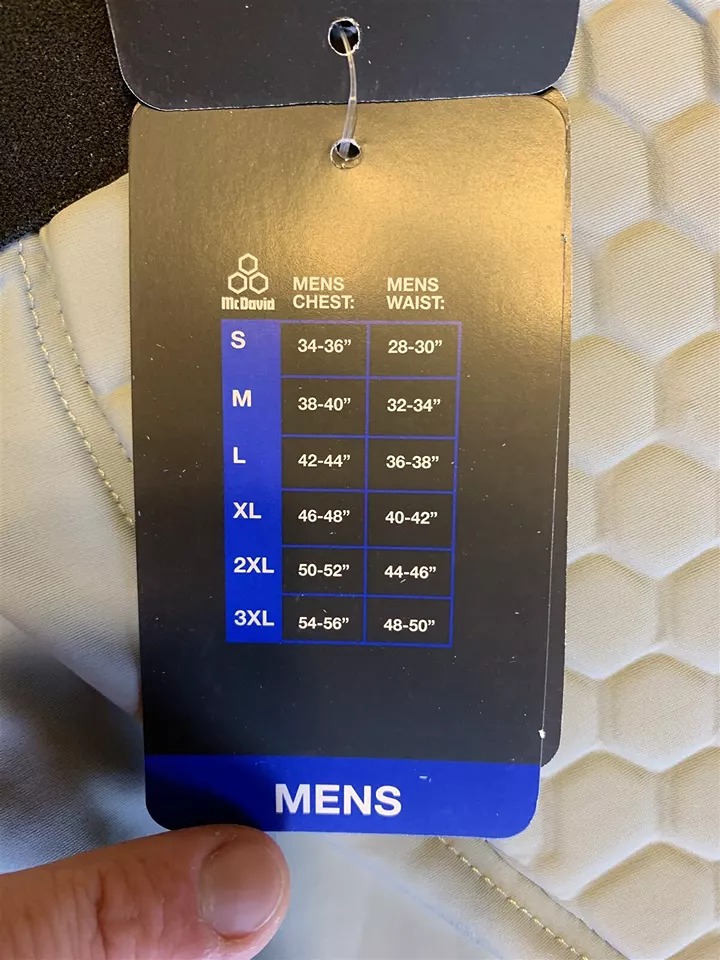 McDavid
MENS CHEST:
MENS WAIST:
S 34-36” 28-30”
M 38-40” 32-34”
L 42-44” 36-38”
XL 46-48” 40-42”
2XL 50-52” 44-46”
3XL 54-56” 48-50”
MENS